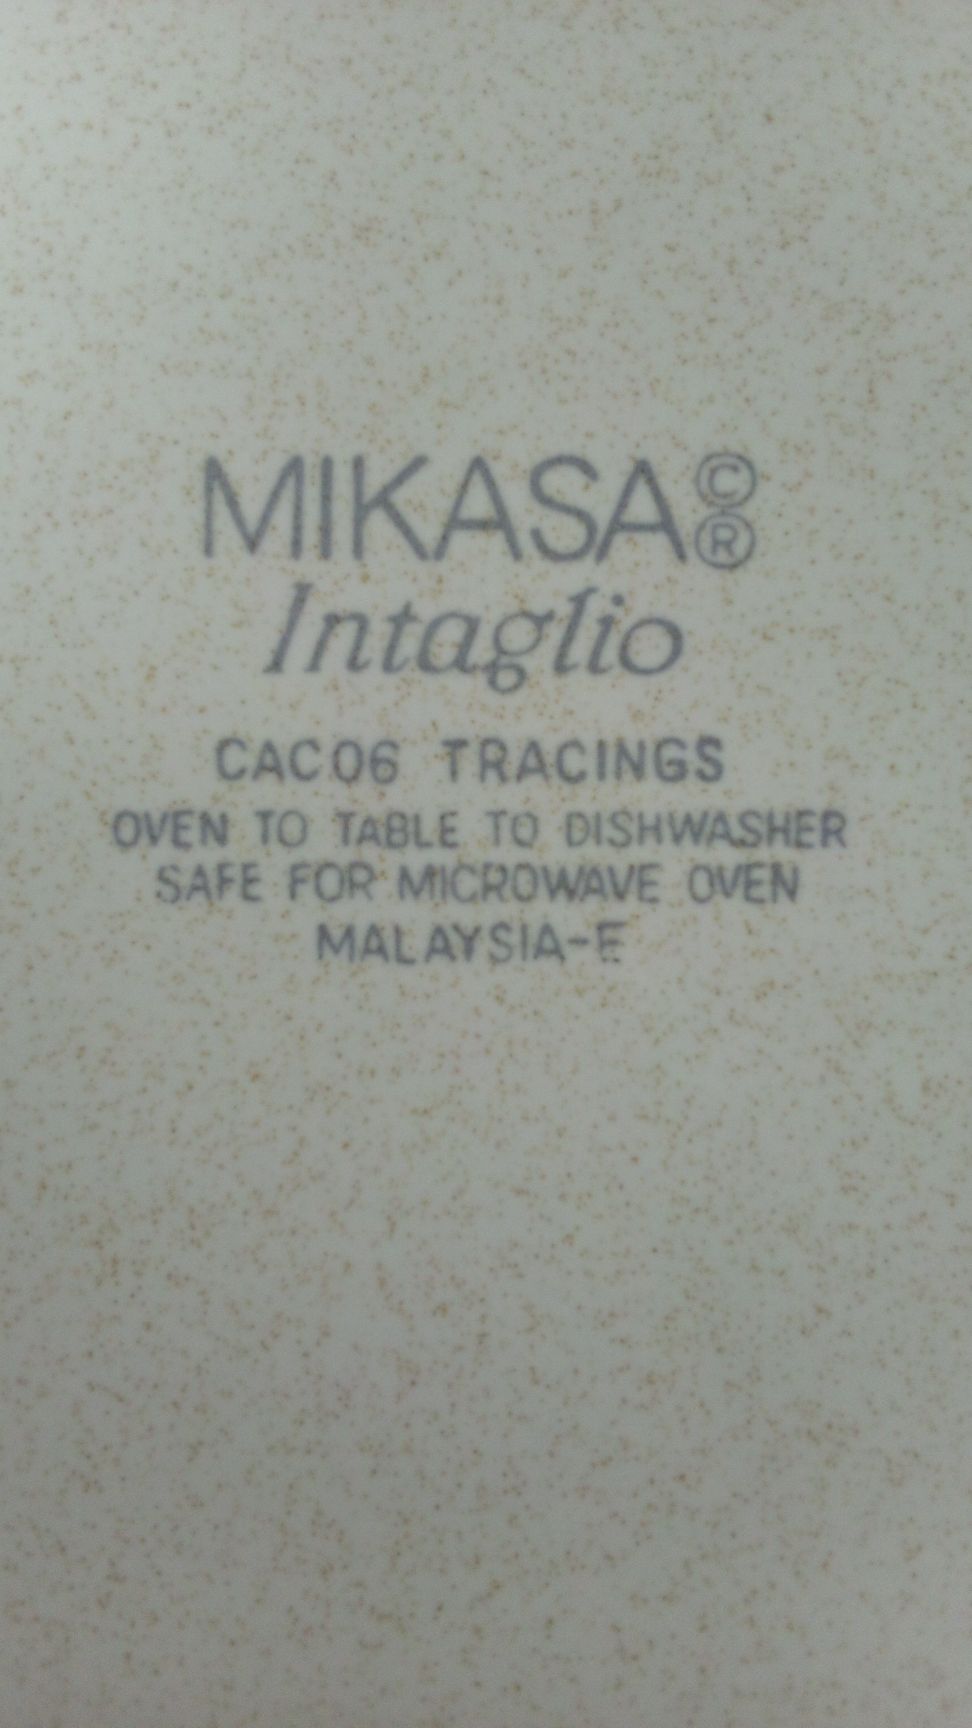 MIKASA©®
Intaglio
CAC06 TRACINGS
OVEN TO TABLE TO DISHWASHER
SAFE FOR MICROWAVE OVEN
MALAYSIA-E